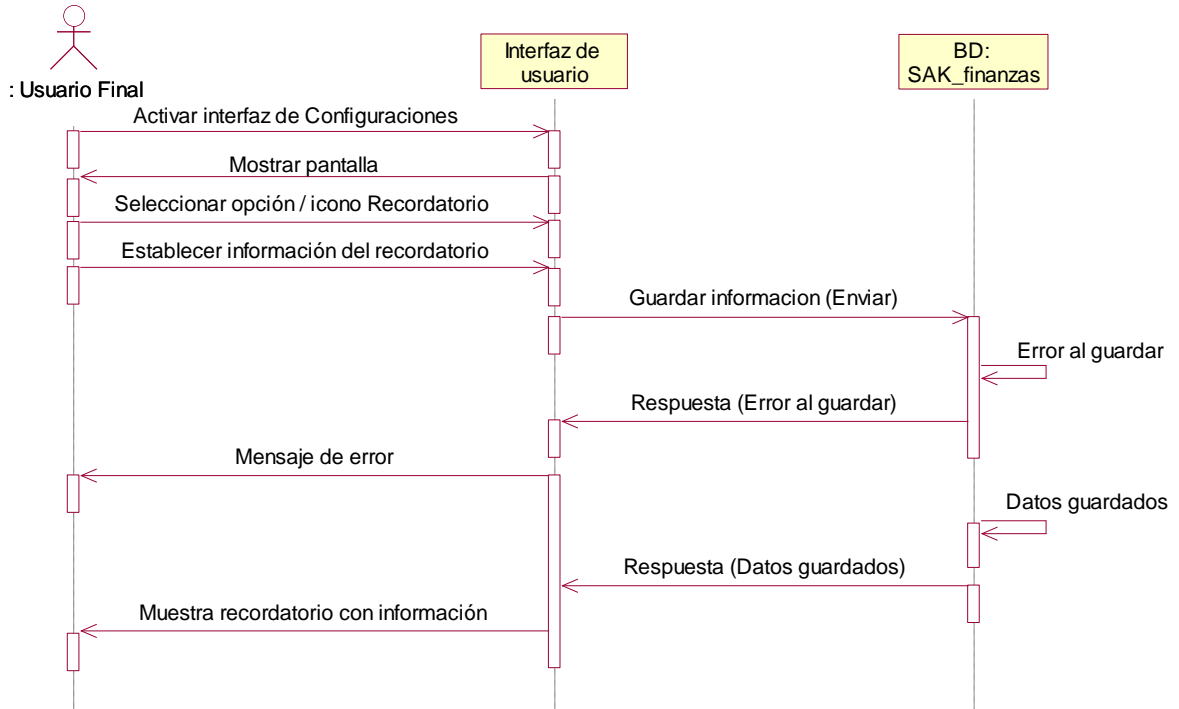 : Usuario Final
Interfaz de
usuario
BD:
SAK_finanzas
Activar interfaz de Configuraciones
Mostrar pantalla
Seleccionar opción / icono Recordatorio
Establecer información del recordatorio
Guardar informacion (Enviar)
Error al guardar
Respuesta (Error al guardar)
Mensaje de error
Datos guardados
Respuesta (Datos guardados)
Muestra recordatorio con información